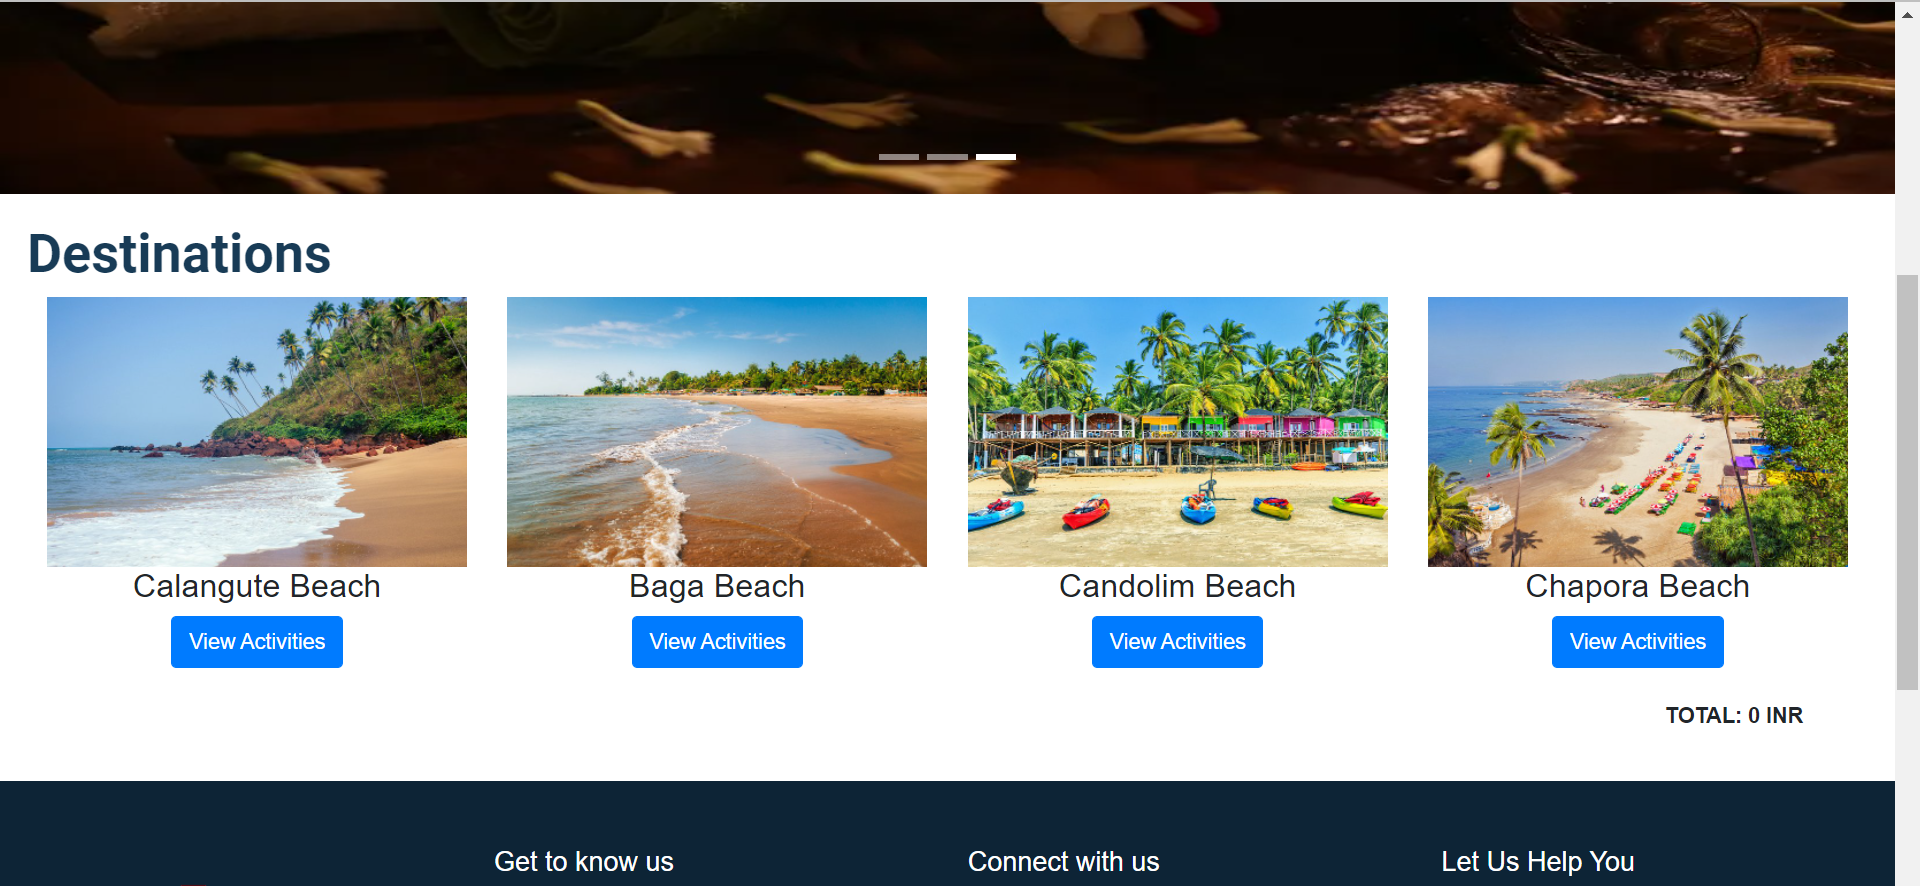 Destinations
Calangute Beach
Baga Beach
Candolim Beach
Chapora Beach
View Activities
View Activities
View Activities
View Activities
TOTAL: 0 INR
Get to know us
Connect with us
Let Us Help You